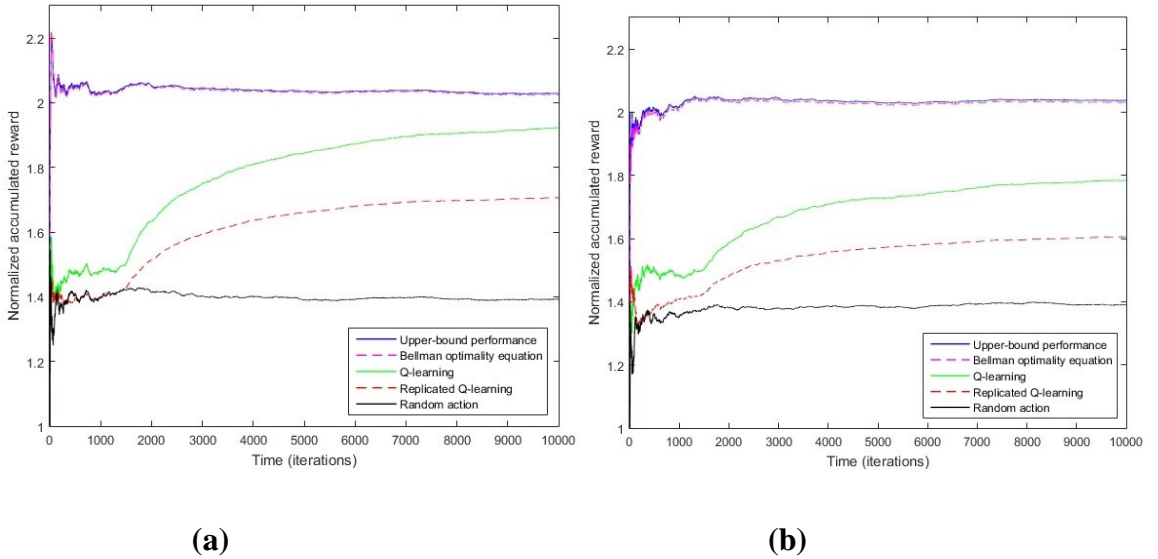 2.2
2
1.8
1.6
1.4
1.2
1
Normalized accumulated reward
0 1000 2000 3000 4000 5000 6000 7000 8000 9000 10000
Time (iterrations)
Upper-bound performance
Bellman optimality equation
Q-learning
Replicated Q-learning
Random action
(a)
2.2
2
1.8
1.6
1.4
1.2
1
Normalized accumulated reward
0 1000 2000 3000 4000 5000 6000 7000 8000 9000 10000
Time (iterrations)
Upper-bound performance
Bellman optimality equation
Q-learning
Replicated Q-learning
Random action
(b)